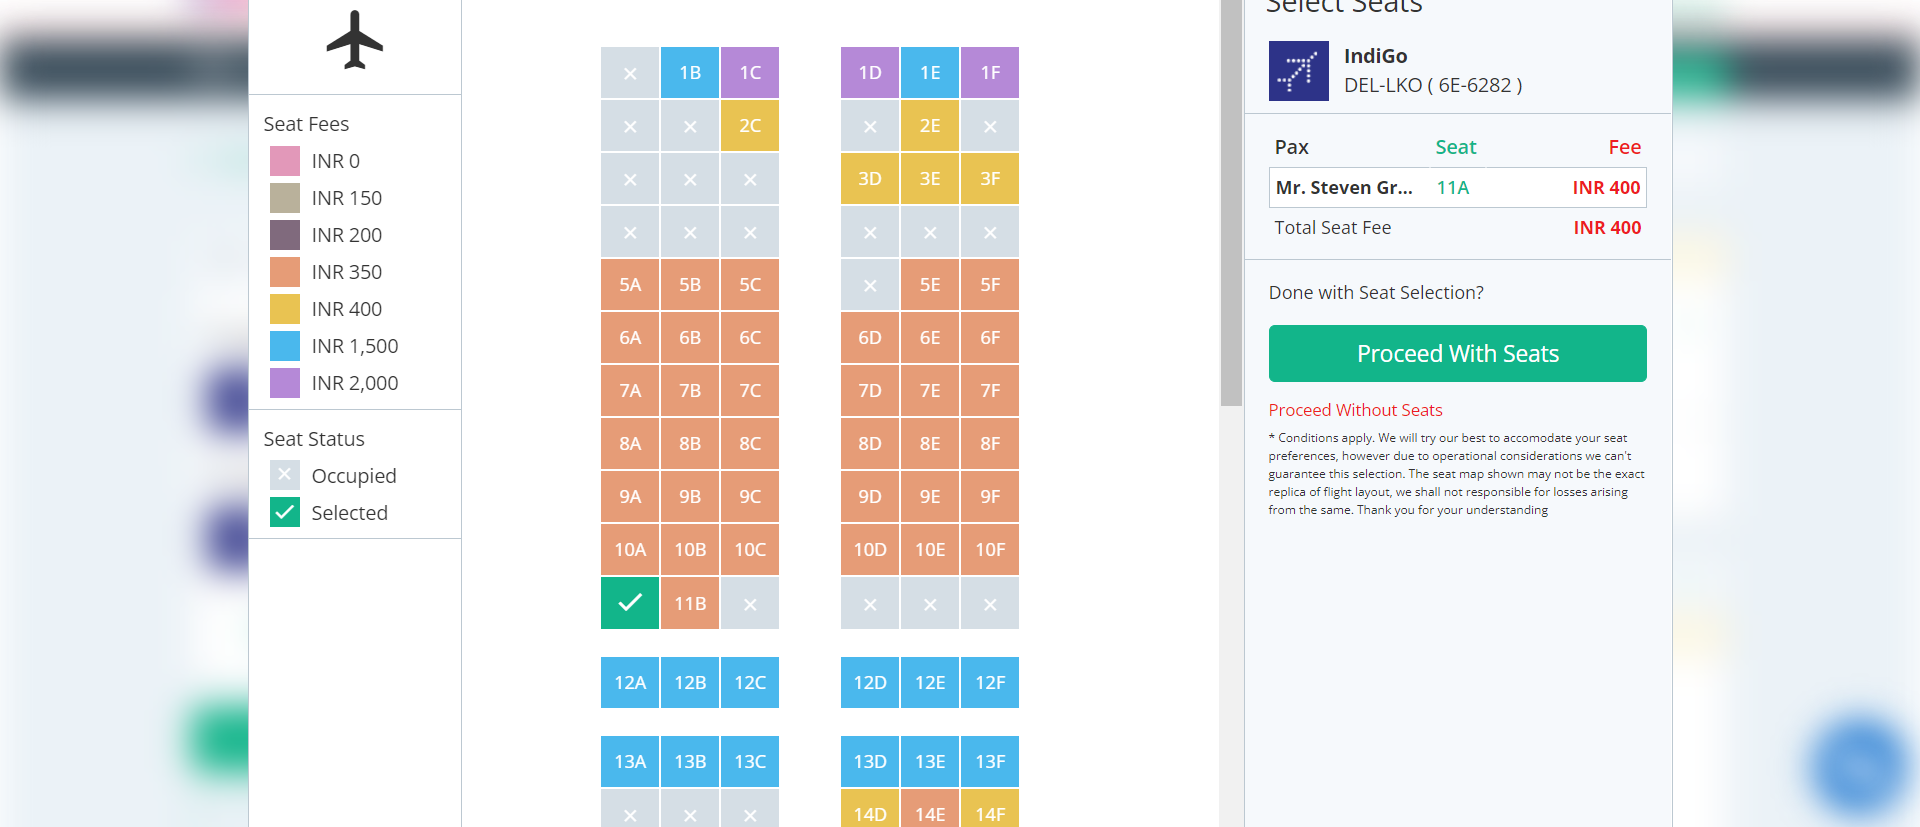 Seat Fees
INR 0
INR 150
INR 200
INR 350
INR 400
INR 1,500
INR 2,000
Seat Status
Occupied
Selected
1B 1C 1D 1E 1F
2C 2E
3D 3E 3F
5A 5B 5C 5E 5F
6A 6B 6C 6D 6E 6F
7A 7B 7C 7D 7E 7F
8A 8B 8C 8D 8E 8F
9A 9B 9C 9D 9E 9F
10A 10B 10C 10D 10E 10F
11B
12A 12B 12C 12D 12E 12F
13A 13B 13C 13D 13E 13F
14D 14E 14F
Select Seats
IndiGo
DEL-LKO ( 6E-6282 )
Pax Seat Fee
Mr. Steven Gr... 11A INR 400
Total Seat Fee INR 400
Done with Seat Selection?
Proceed With Seats
Proceed Without Seats
* Conditions apply. We will try our best to accomodate your seat
preferences, however due to operational considerations we can't
guarantee this selection. The seat map shown may not be the exact
replica of flight layout, we shall not responsible for losses arising
from the same. Thank you for your understanding